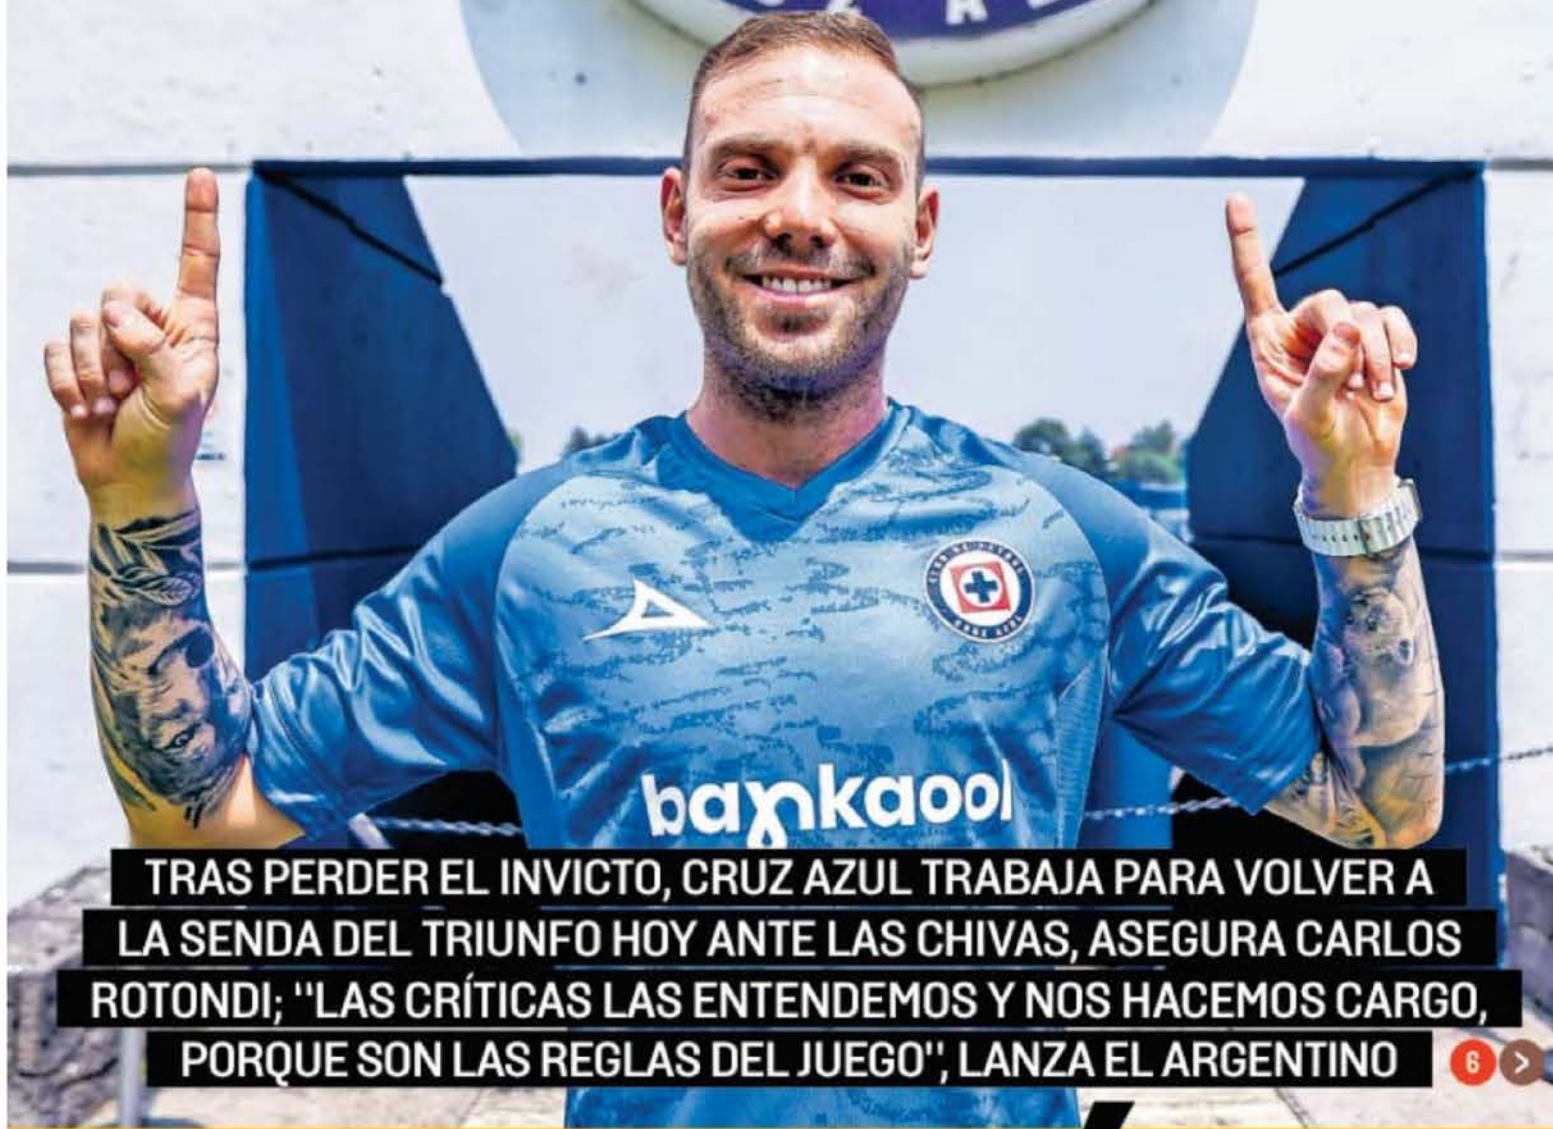 bankaool
TRAS PERDER EL INVICTO, CRUZ AZUL TRABAJA PARA VOLVER A
LA SENDA DEL TRIUNFO HOY ANTE LAS CHIVAS, ASEGURA CARLOS
ROTONDI; "LAS CRÍTICAS LAS ENTENDEMOS Y NOS HACEMOS CARGO,
PORQUE SON LAS REGLAS DEL JUEGO", LANZA EL ARGENTINO
6 >